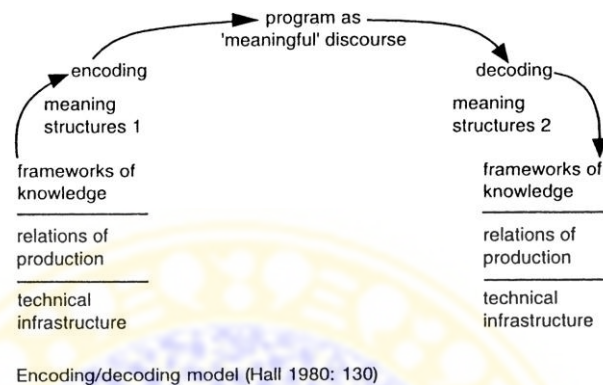 program as
'meaningful' discourse
encoding
meaning
structures 1
frameworks of
knowledge
relations of
production
technical
infrastructure
decoding
meaning
structures 2
frameworks of
knowledge
relations of
production
technical
infrastructure
Encoding/decoding model (Hall 1980: 130)